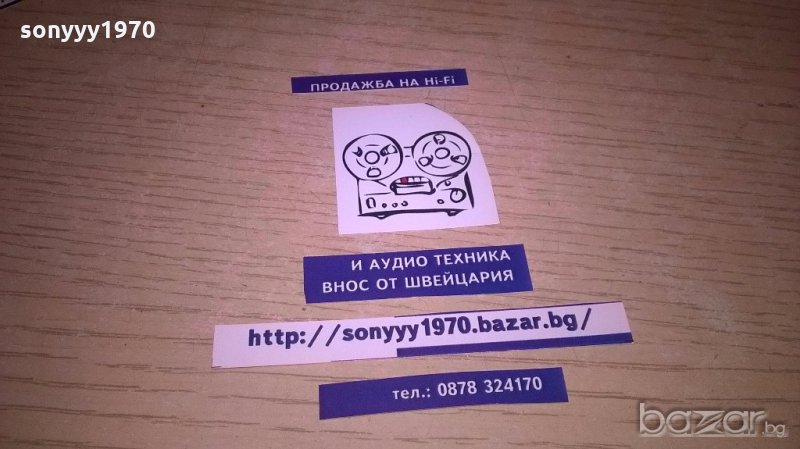 sonyyy1970
ПРОДАЖБА НА Hi-Fi
И АУДИО ТЕХНИКА
ВНОС ОТ ШВЕЙЦАРИЯ
http://sonyyy1970.bazar.bg/
тел.: 0878 324170
bazar.bg